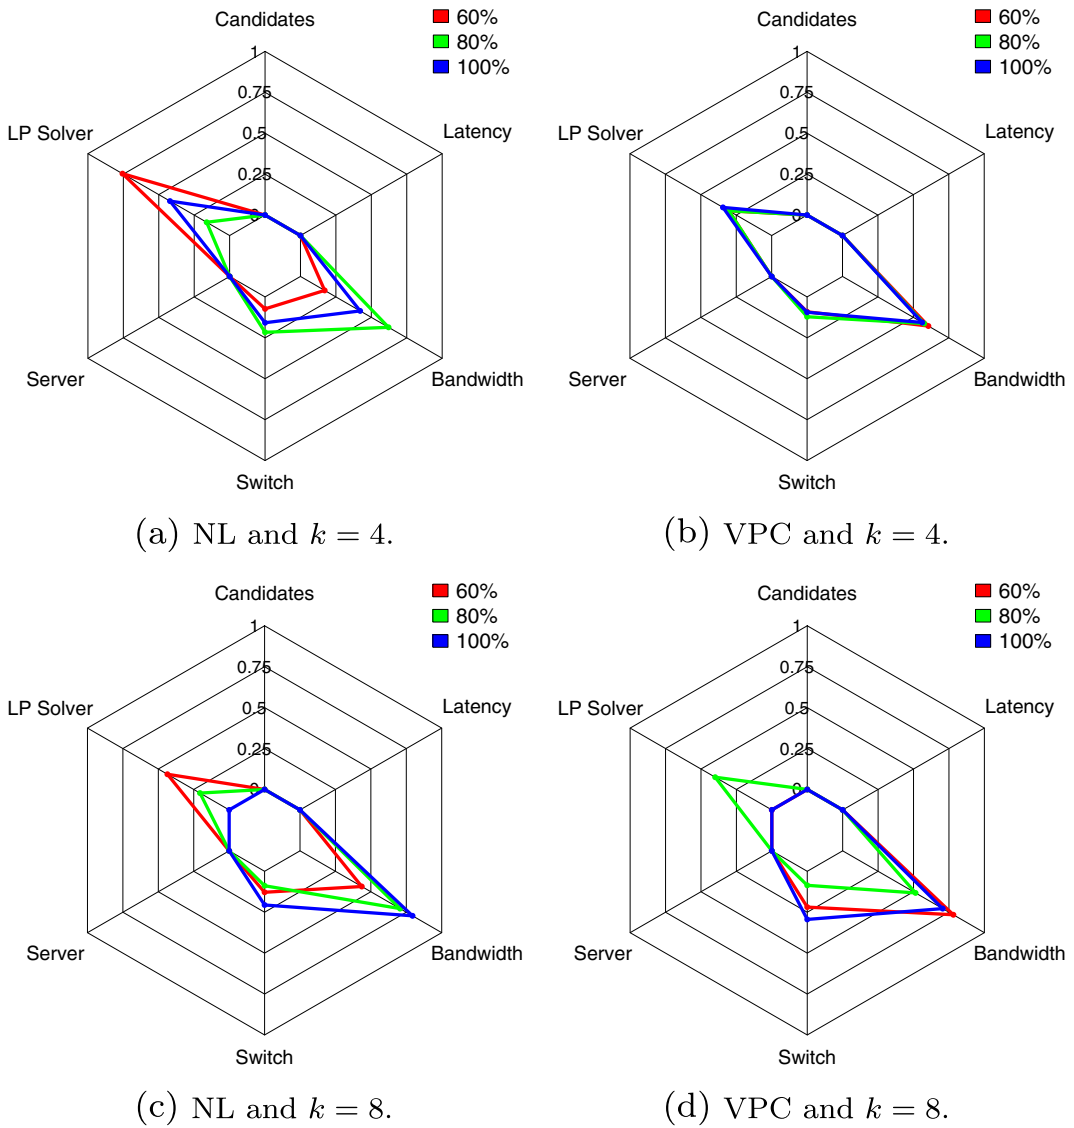 Candidates
60%
80%
100%
1
0.75
0.5
0.25
0
LP Solver
Latency
Server
Bandwidth
Switch
(a) NL and k = 4.
Candidates
60%
80%
100%
1
0.75
0.5
0.25
0
LP Solver
Latency
Server
Bandwidth
Switch
(b) VPC and k = 4.
Candidates
60%
80%
100%
1
0.75
0.5
0.25
0
LP Solver
Latency
Server
Bandwidth
Switch
(c) NL and k = 8.
Candidates
60%
80%
100%
1
0.75
0.5
0.25
0
LP Solver
Latency
Server
Bandwidth
Switch
(d) VPC and k = 8.